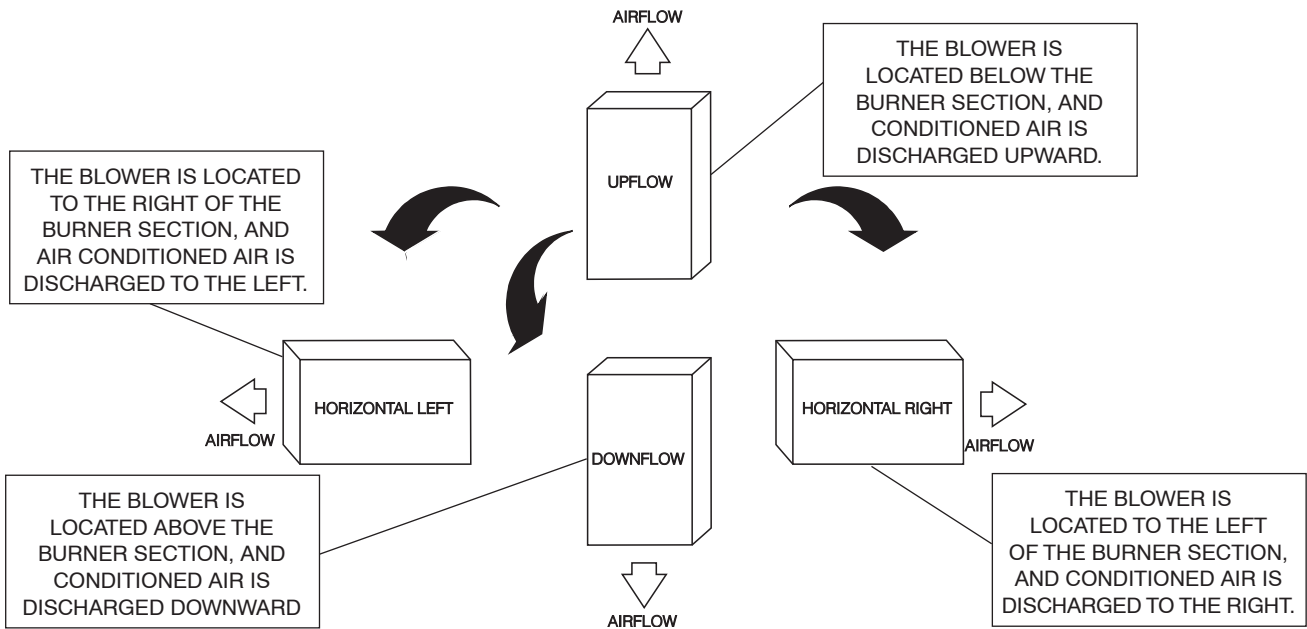 AIRFLOW
THE BLOWER IS
LOCATED BELOW THE
BURNER SECTION, AND
CONDITIONED AIR IS
DISCHARGED UPWARD.
THE BLOWER IS LOCATED
TO THE RIGHT OF THE
BURNER SECTION, AND
AIR CONDITIONED AIR IS
DISCHARGED TO THE LEFT.
UPFLOW
HORIZONTAL LEFT
AIRFLOW
HORIZONTAL RIGHT
AIRFLOW
DOWNFLOW
THE BLOWER IS
LOCATED ABOVE THE
BURNER SECTION, AND
CONDITIONED AIR IS
DISCHARGED DOWNWARD
AIRFLOW
THE BLOWER IS
LOCATED TO THE LEFT
OF THE BURNER SECTION,
AND CONDITIONED AIR IS
DISCHARGED TO THE RIGHT.